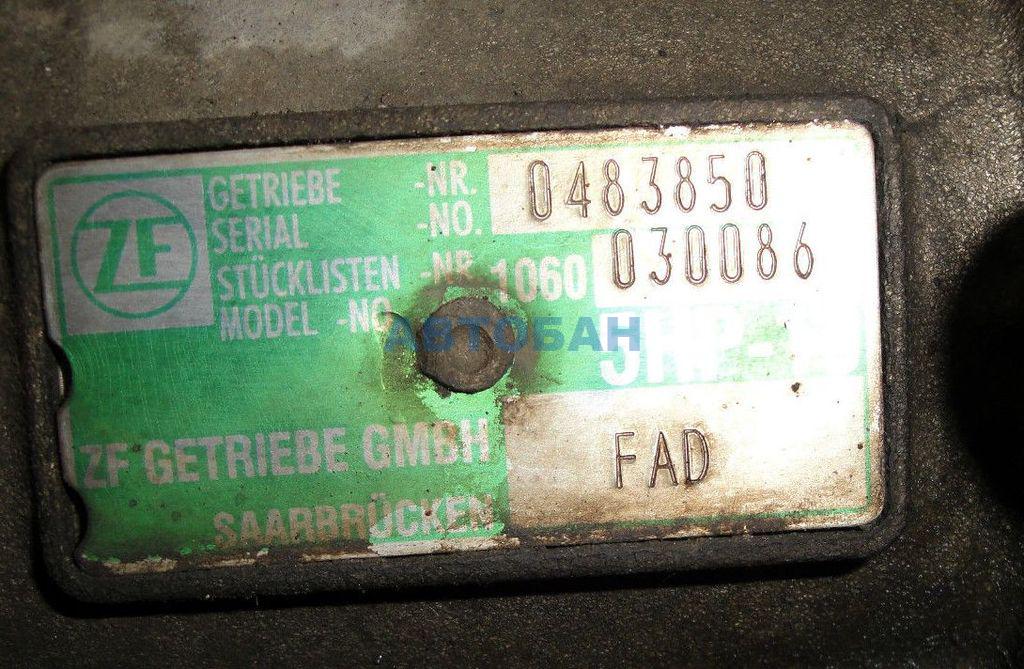 ZF
GETRIEBE -NR. 0483850
SERIAL -NO.
STÜCKLISTEN -NR. 1060 030086
MODEL -NO
АВТОБАН
ZF GETRIEBE GMBH
FAD
SAARBRÜCKEN